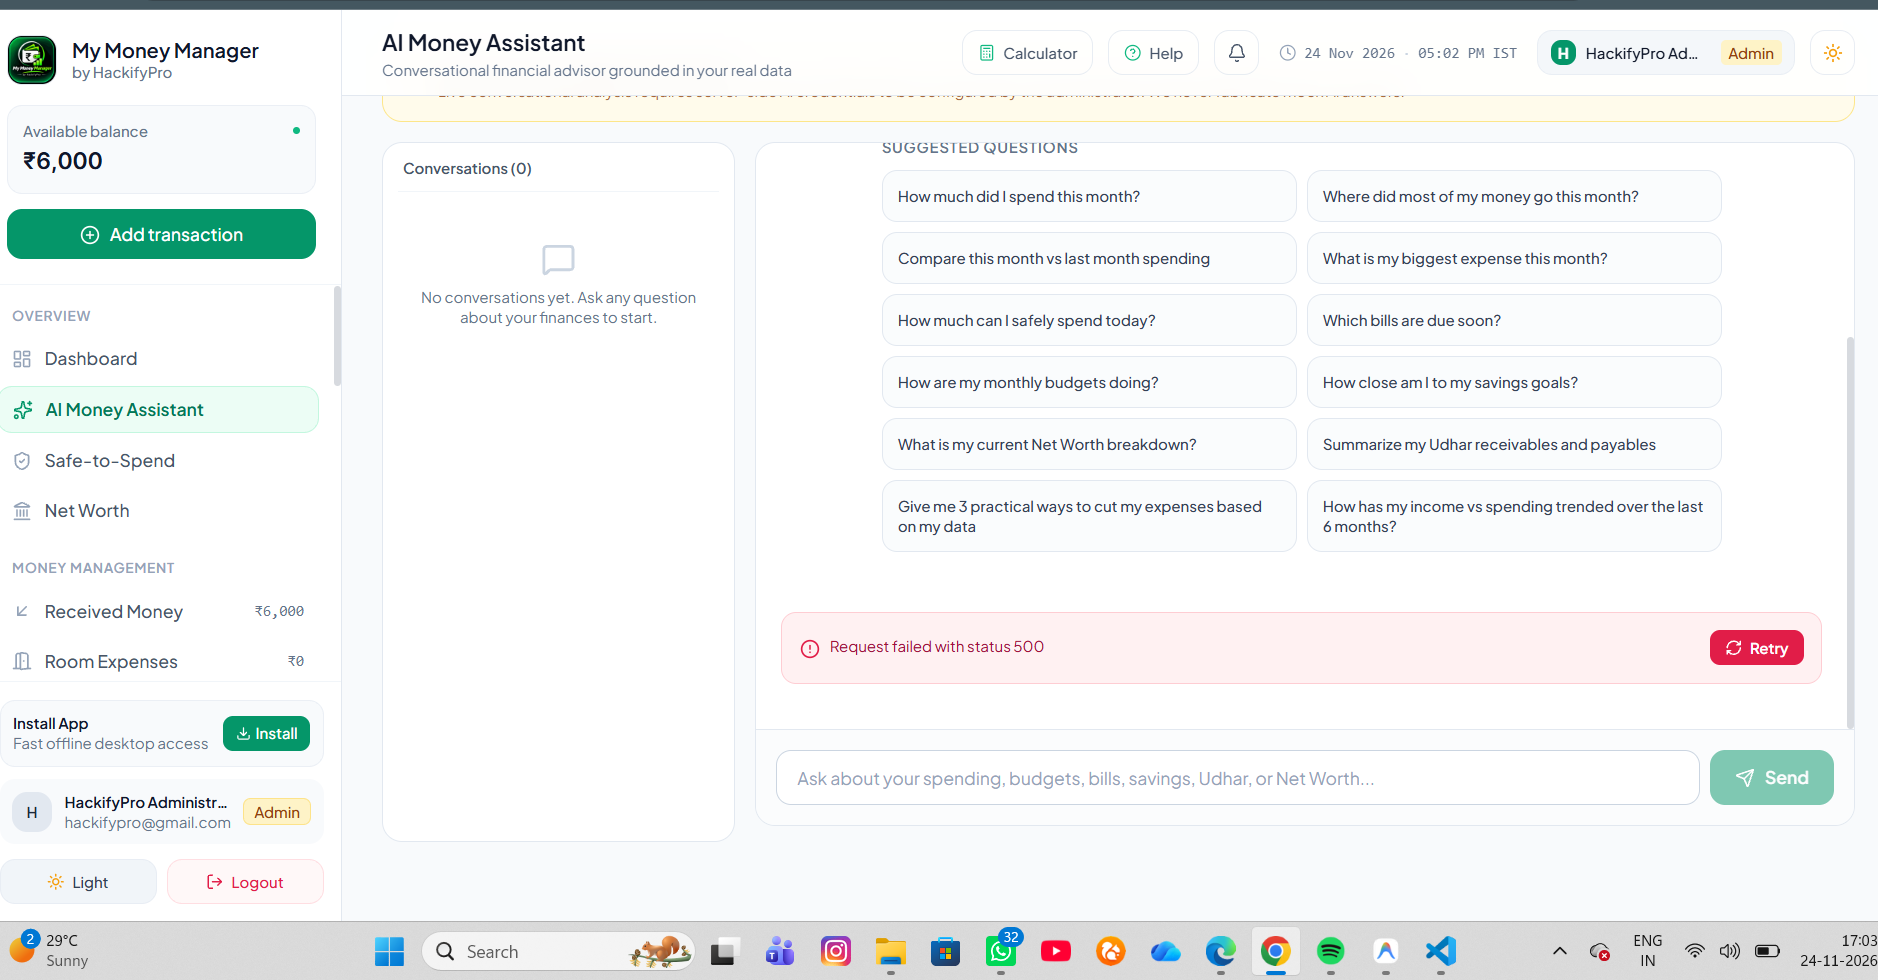 My Money Manager
by HackifyPro
Available balance
₹6,000
Add transaction
OVERVIEW
Dashboard
AI Money Assistant
Safe-to-Spend
Net Worth
MONEY MANAGEMENT
Received Money ₹6,000
Room Expenses ₹0
Install App
Fast offline desktop access
Install
H
HackifyPro Administr...
hackifypro@gmail.com
Admin
Light
Logout
AI Money Assistant
Conversational financial advisor grounded in your real data
Calculator
Help
24 Nov 2026 · 05:02 PM IST
H HackifyPro Ad... Admin
Conversations (0)
No conversations yet. Ask any question
about your finances to start.
SUGGESTED QUESTIONS
How much did I spend this month?
Where did most of my money go this month?
Compare this month vs last month spending
What is my biggest expense this month?
How much can I safely spend today?
Which bills are due soon?
How are my monthly budgets doing?
How close am I to my savings goals?
What is my current Net Worth breakdown?
Summarize my Udhar receivables and payables
Give me 3 practical ways to cut my expenses based
on my data
How has my income vs spending trended over the last
6 months?
Request failed with status 500
Retry
Ask about your spending, budgets, bills, savings, Udhar, or Net Worth...
Send
2
29°C
Sunny
Search
32
ENG
IN
17:03
24-11-2026